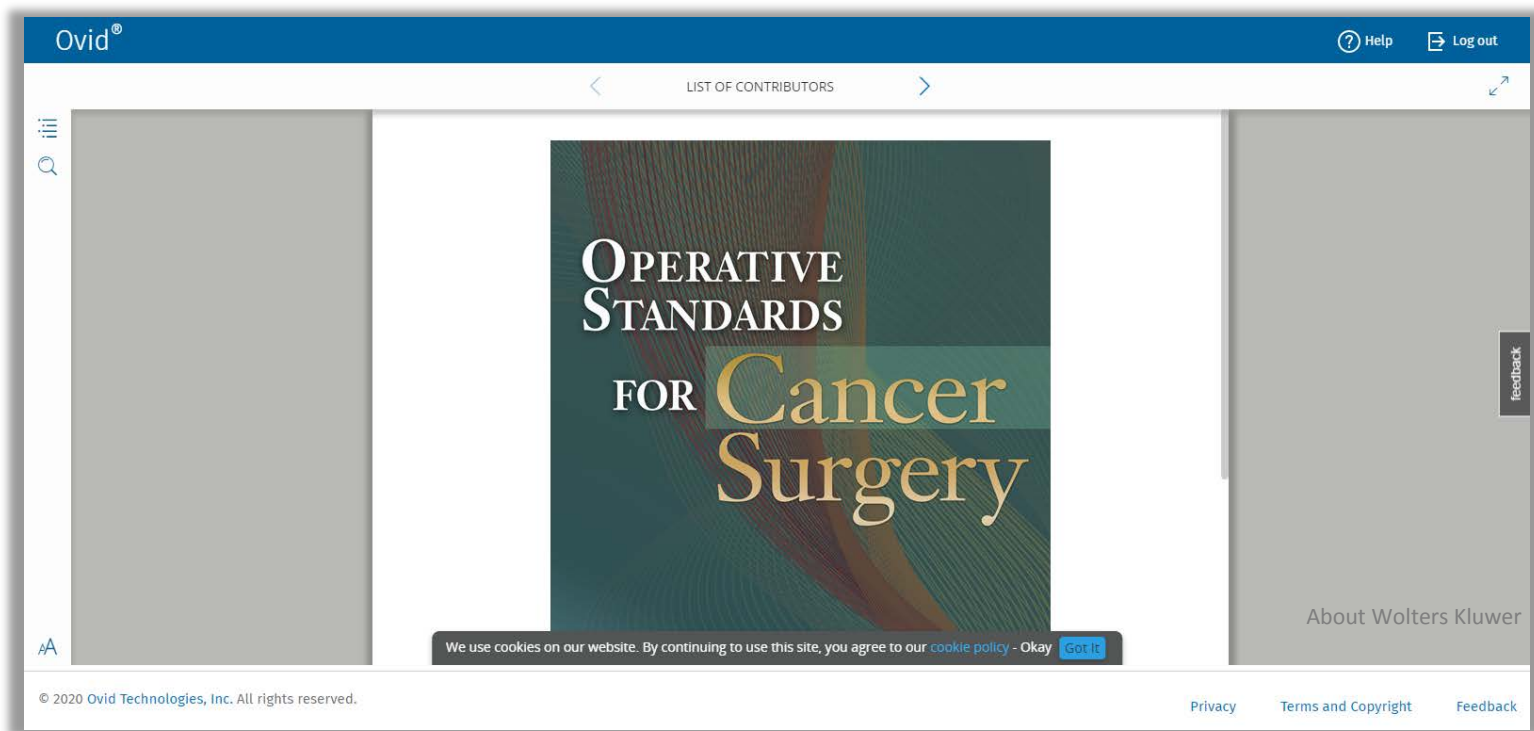 Ovid®
Help
Log out
LIST OF CONTRIBUTORS
OPERATIVE
STANDARDS
FOR Cancer
Surgery
feedback
About Wolters Kluwer
AA
We use cookies on our website. By continuing to use this site, you agree to our cookie policy - Okay Got It
© 2020 Ovid Technologies, Inc. All rights reserved.
Privacy
Terms and Copyright
Feedback